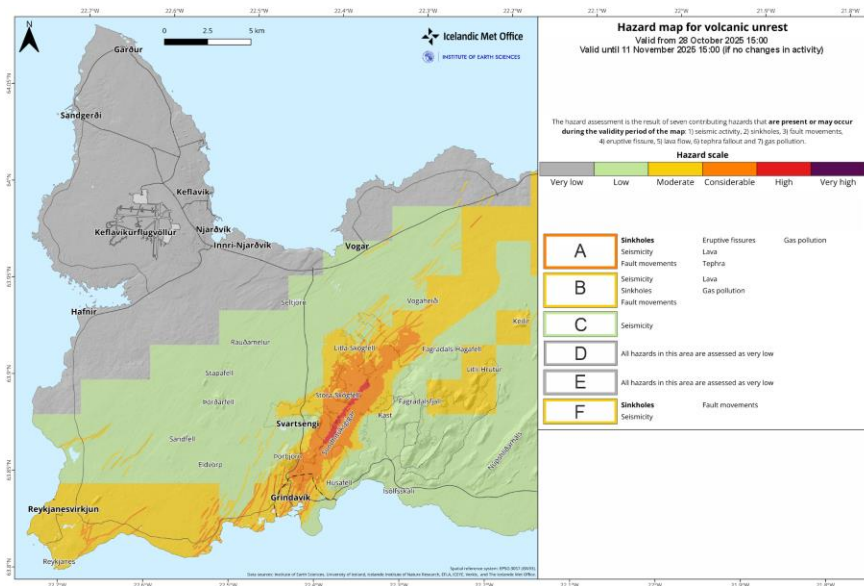 Hazard map for volcanic unrest
Valid from 28 October 2025 15:00
Valid until 11 November 2025 15:00 (if no changes in activity)
The hazard assessment is the result of seven contributing hazards that are present or may occur
during the validity period of the map: 1) seismic activity, 2) sinkholes, 3) fault movements,
4) eruptive fissure, 5) lava flow, 6) tephra fallout and 7) gas pollution.
Hazard scale
Very low Low Moderate Considerable High Very high
A
Sinkholes Eruptive fissures Gas pollution
Seismicity Lava
Fault movements Tephra
B
Seismicity Lava
Sinkholes Gas pollution
Fault movements
C
Seismicity
D
All hazards in this area are assessed as very low
E
All hazards in this area are assessed as very low
F
Sinkholes Fault movements
Seismicity
N
0 2.5 5 km
Icelandic Met Office
INSTITUTE OF EARTH SCIENCES
Garður
Sandgerði
Keflavík
Keflavíkurflugvöllur
Njarðvík
Innri-Njarðvík
Vogar
Hafnir
Seltjörn
Vogaheiði
Keilir
Rauðamelur
Litla Skógfell
Fagradals Hagafell
Litli Hrútur
Stapafell
Stóra Skógfell
Þórðarfell
Fagradalsfjall
Svartsengi
Kast
Sandfell
Þorbjörn
Eldvörp
Húsafell
Grindavík
Ísólfsskáli
Reykjanesvirkjun
Reykjanes